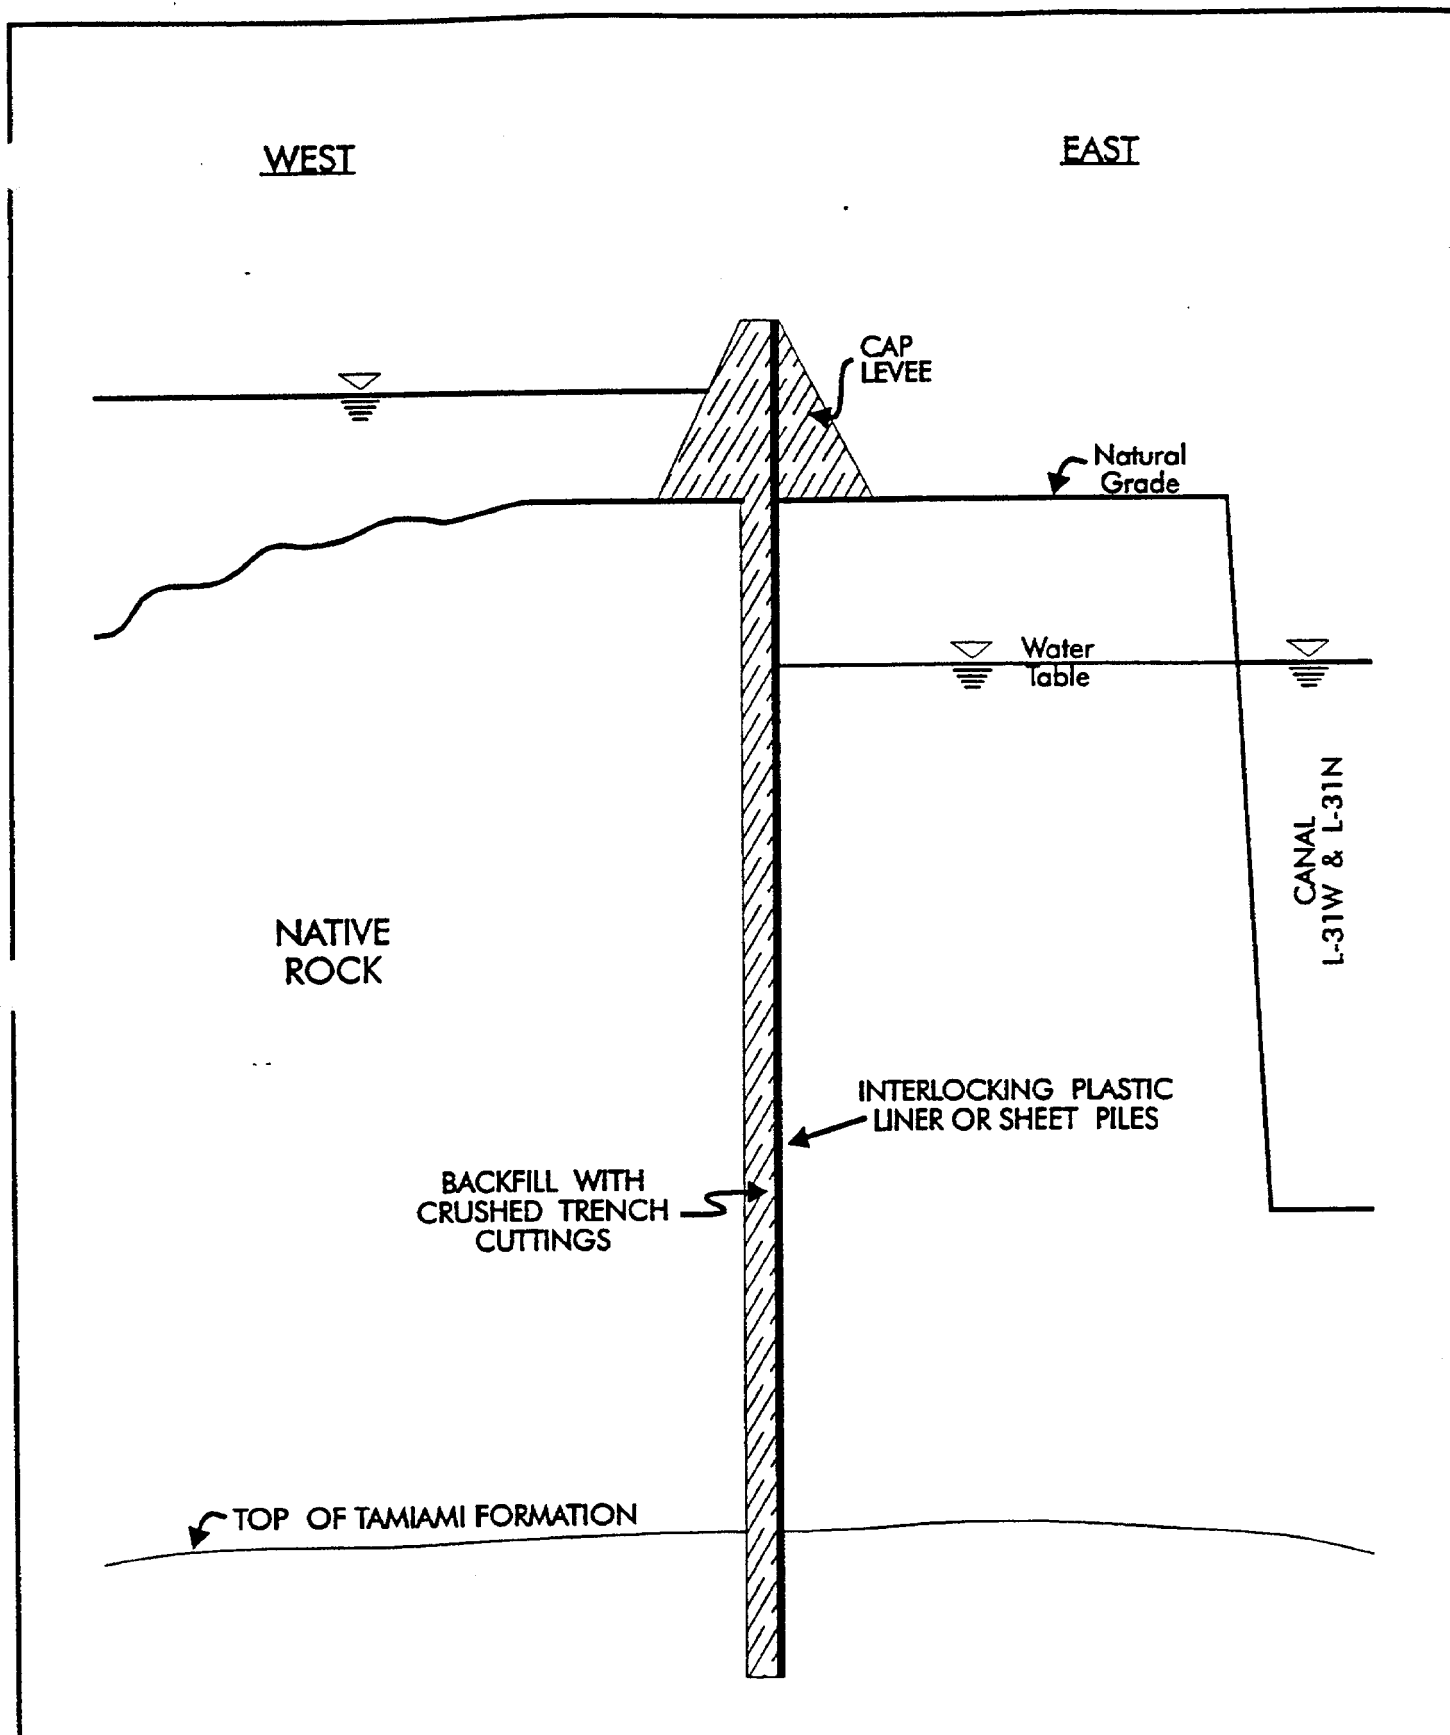 WEST
EAST
CAP
LEVEE
Natural
Grade
Water
Table
CANAL
L-31W & L-31N
NATIVE
ROCK
INTERLOCKING PLASTIC
LINER OR SHEET PILES
BACKFILL WITH
CRUSHED TRENCH
CUTTINGS
TOP OF TAMIAMI FORMATION